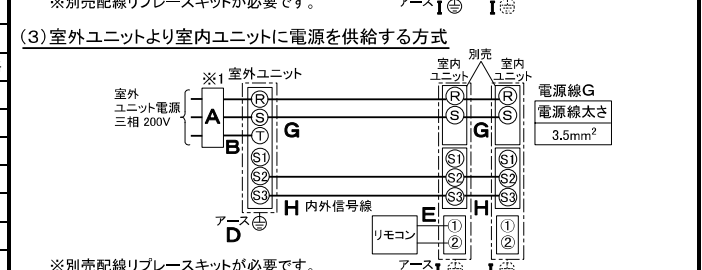 ※別売配線リプレースキットが必要です。
アース I
I
(3)室外ユニットより室内ユニットに電源を供給する方式
※1 室外ユニット
室内ユニット
別売
室内ユニット
室外
ユニット電源
三相 200V
A
B
R
S
T
S1
S2
S3
G
H 内外信号線
アース
D
R
S
S1
S2
S3
①
②
G
H
E
リモコン
R
S
S1
S2
S3
①
②
電源線G
電源線太さ
3.5mm²
※別売配線リプレースキットが必要です。
アース I
I